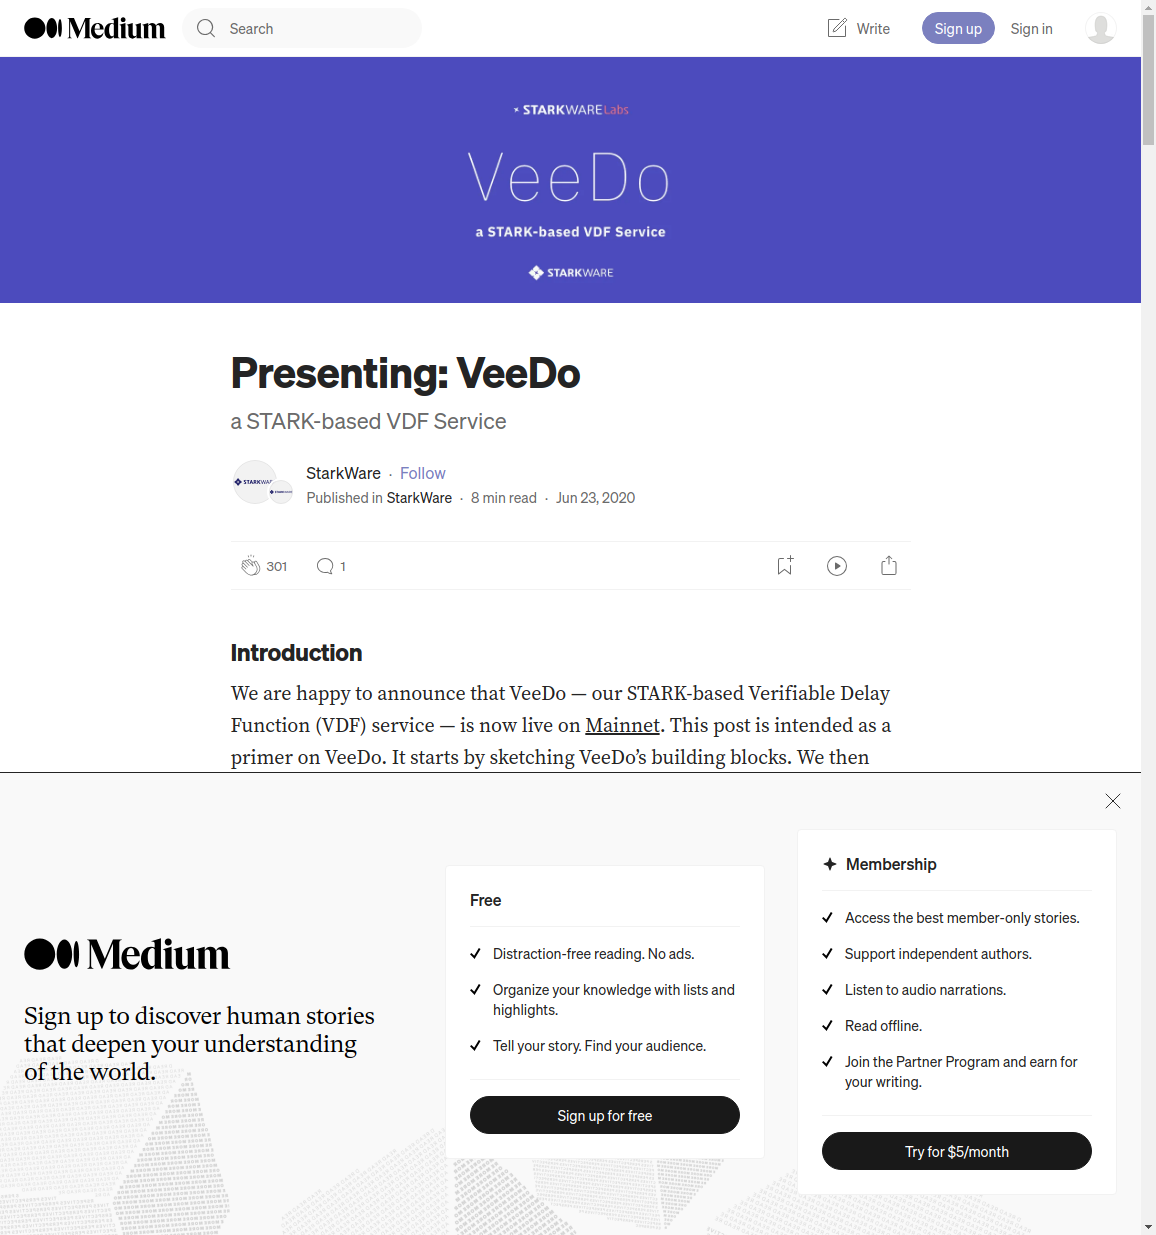 Medium
Search
Write
Sign up
Sign in
STARKWARE Labs
VeeDo
a STARK-based VDF Service
STARKWARE
Presenting: VeeDo
a STARK-based VDF Service
StarkWare · Follow
Published in StarkWare · 8 min read · Jun 23, 2020
301
1
Introduction
We are happy to announce that VeeDo — our STARK-based Verifiable Delay
Function (VDF) service — is now live on Mainnet. This post is intended as a
primer on VeeDo. It starts by sketching VeeDo’s building blocks. We then
Medium
Sign up to discover human stories
that deepen your understanding
of the world.
Free
Distraction-free reading. No ads.
Organize your knowledge with lists and
highlights.
Tell your story. Find your audience.
Sign up for free
Membership
Access the best member-only stories.
Support independent authors.
Listen to audio narrations.
Read offline.
Join the Partner Program and earn for
your writing.
Try for $5/month